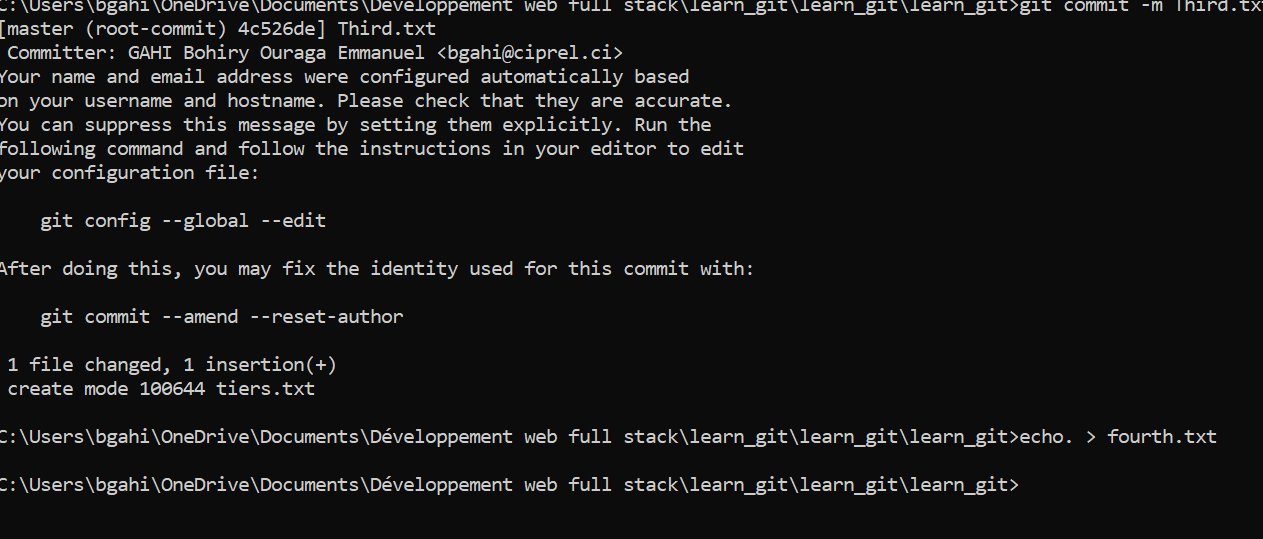 C:\Users\bgahi\OneDrive\Documents\Développement web full stack\learn_git\learn_git\learn_git>git commit -m Third.tx
[master (root-commit) 4c526de] Third.txt
 Committer: GAHI Bohiry Ouraga Emmanuel <bgahi@ciprel.ci>
Your name and email address were configured automatically based
on your username and hostname. Please check that they are accurate.
You can suppress this message by setting them explicitly. Run the
following command and follow the instructions in your editor to edit
your configuration file:

    git config --global --edit

After doing this, you may fix the identity used for this commit with:

    git commit --amend --reset-author

 1 file changed, 1 insertion(+)
 create mode 100644 tiers.txt

C:\Users\bgahi\OneDrive\Documents\Développement web full stack\learn_git\learn_git\learn_git>echo. > fourth.txt

C:\Users\bgahi\OneDrive\Documents\Développement web full stack\learn_git\learn_git\learn_git>